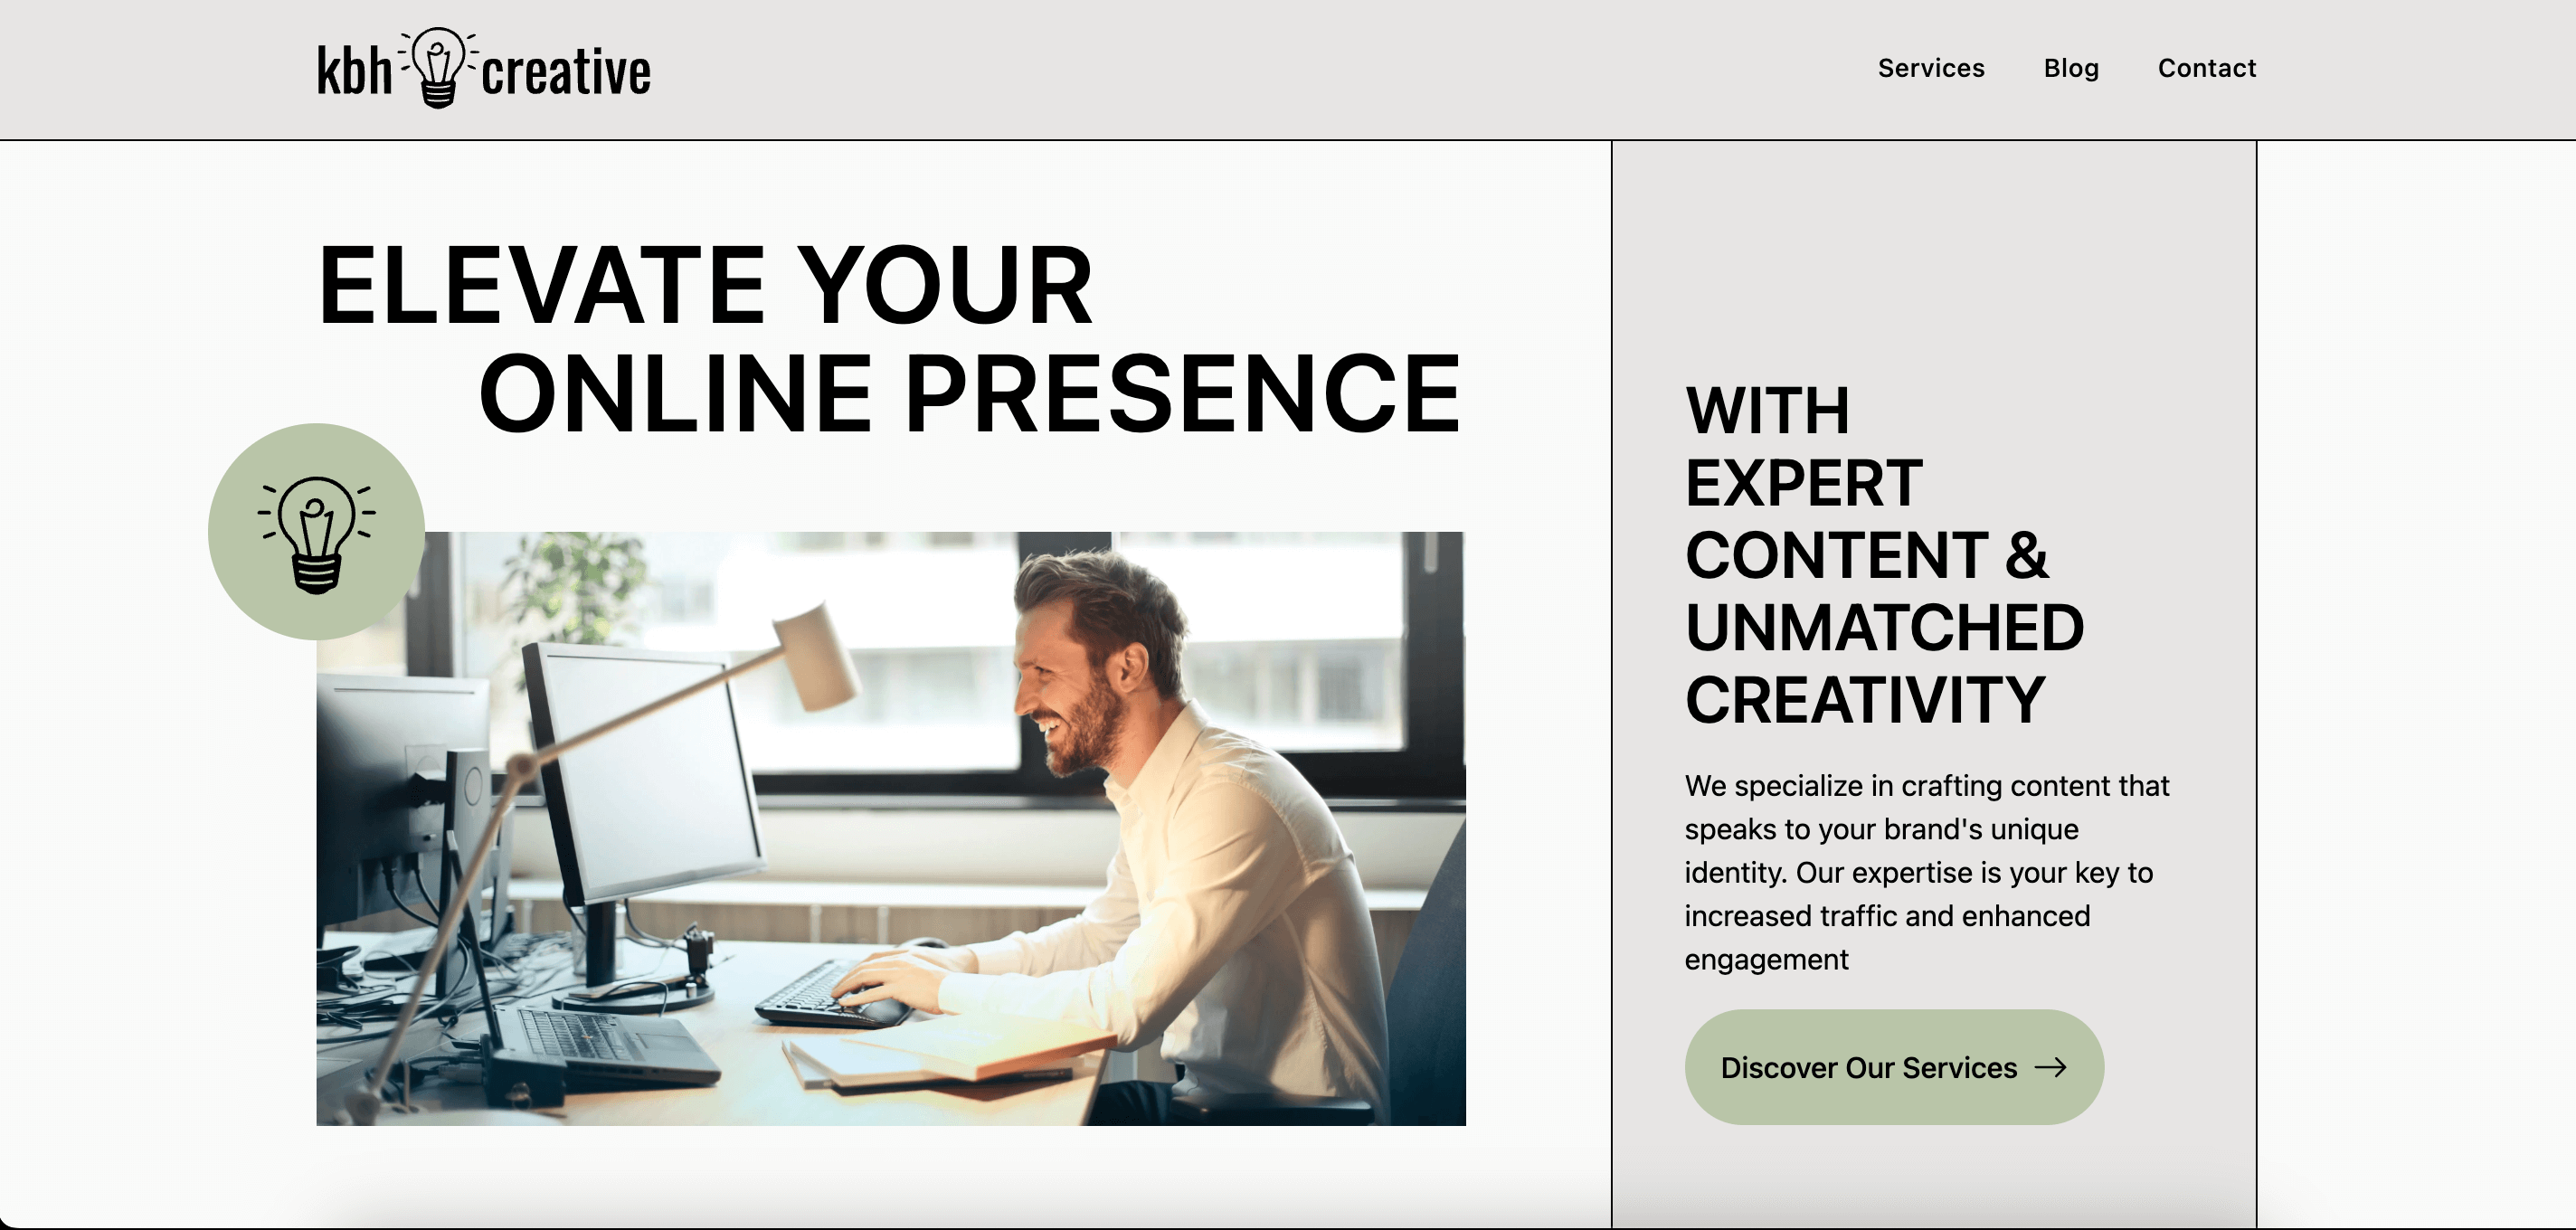 kbh creative
Services Blog Contact
ELEVATE YOUR
ONLINE PRESENCE
WITH
EXPERT
CONTENT &
UNMATCHED
CREATIVITY
We specialize in crafting content that
speaks to your brand's unique
identity. Our expertise is your key to
increased traffic and enhanced
engagement
Discover Our Services →